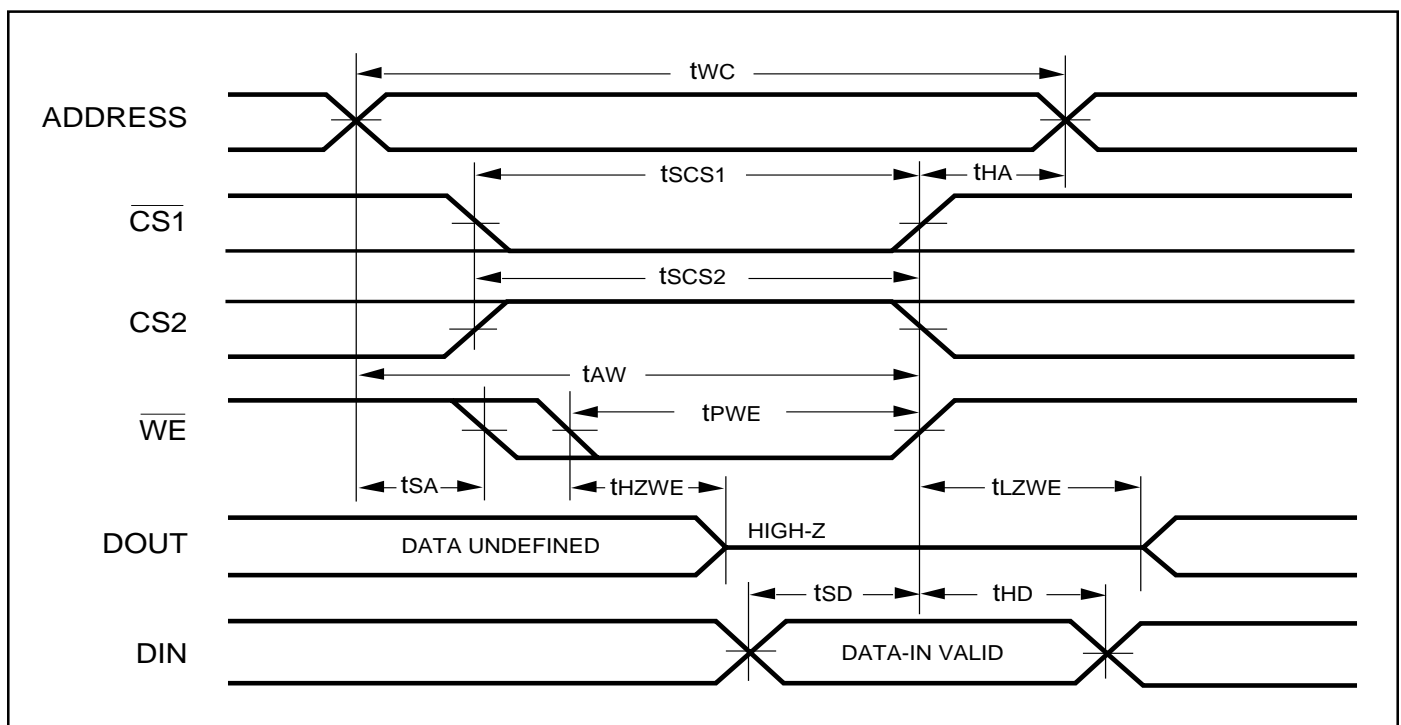 tWC
ADDRESS
tSCS1
tHA
CS1
tSCS2
CS2
tAW
WE
tPWE
tSA
tHZWE
tLZWE
DOUT
DATA UNDEFINED
HIGH-Z
tSD
tHD
DIN
DATA-IN VALID